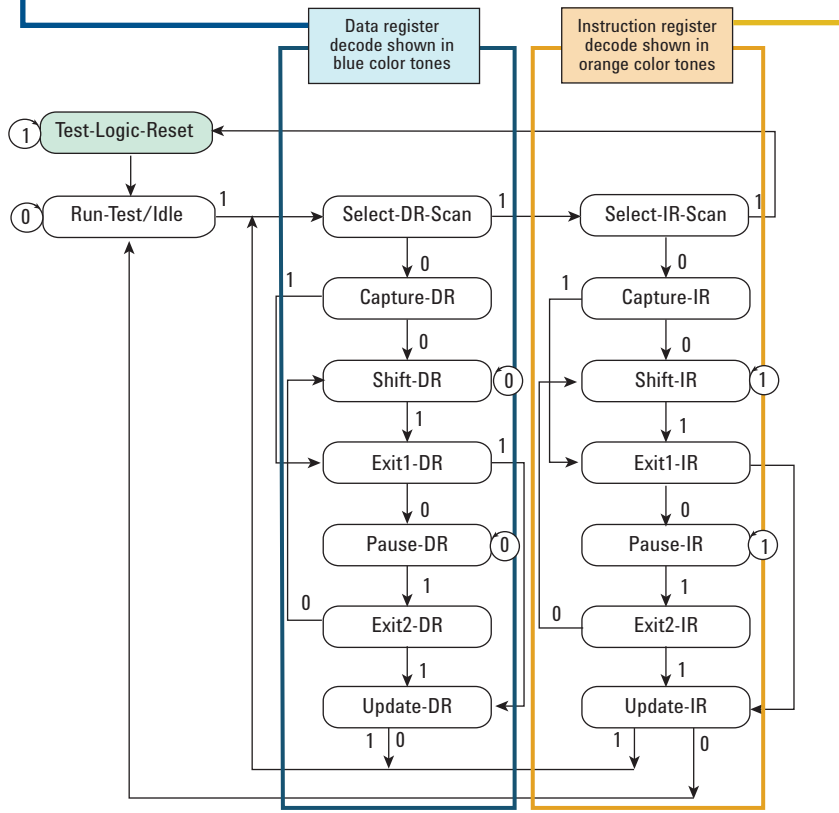 Data register
decode shown in
blue color tones
Instruction register
decode shown in
orange color tones
1
Test-Logic-Reset
0
Run-Test/Idle
1
Select-DR-Scan
1
Select-IR-Scan
1
0
0
1
Capture-DR
1
Capture-IR
0
0
Shift-DR
0
Shift-IR
1
1
1
Exit1-DR
1
Exit1-IR
0
0
Pause-DR
0
Pause-IR
1
1
1
0
Exit2-DR
0
Exit2-IR
1
1
Update-DR
Update-IR
1
0
1
0